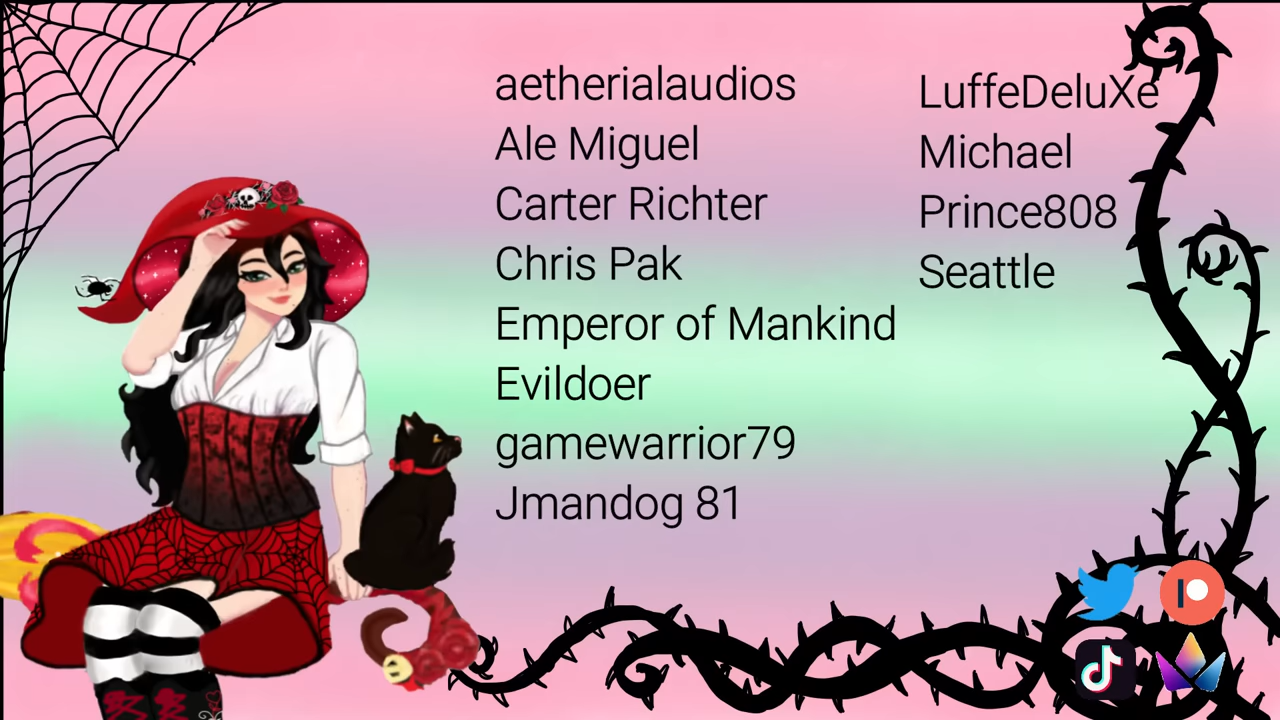 aetherialaudios
Ale Miguel
Carter Richter
Chris Pak
Emperor of Mankind
Evildoer
gamewarrior79
Jmandog 81
LuffeDeluXe
Michael
Prince808
Seattle